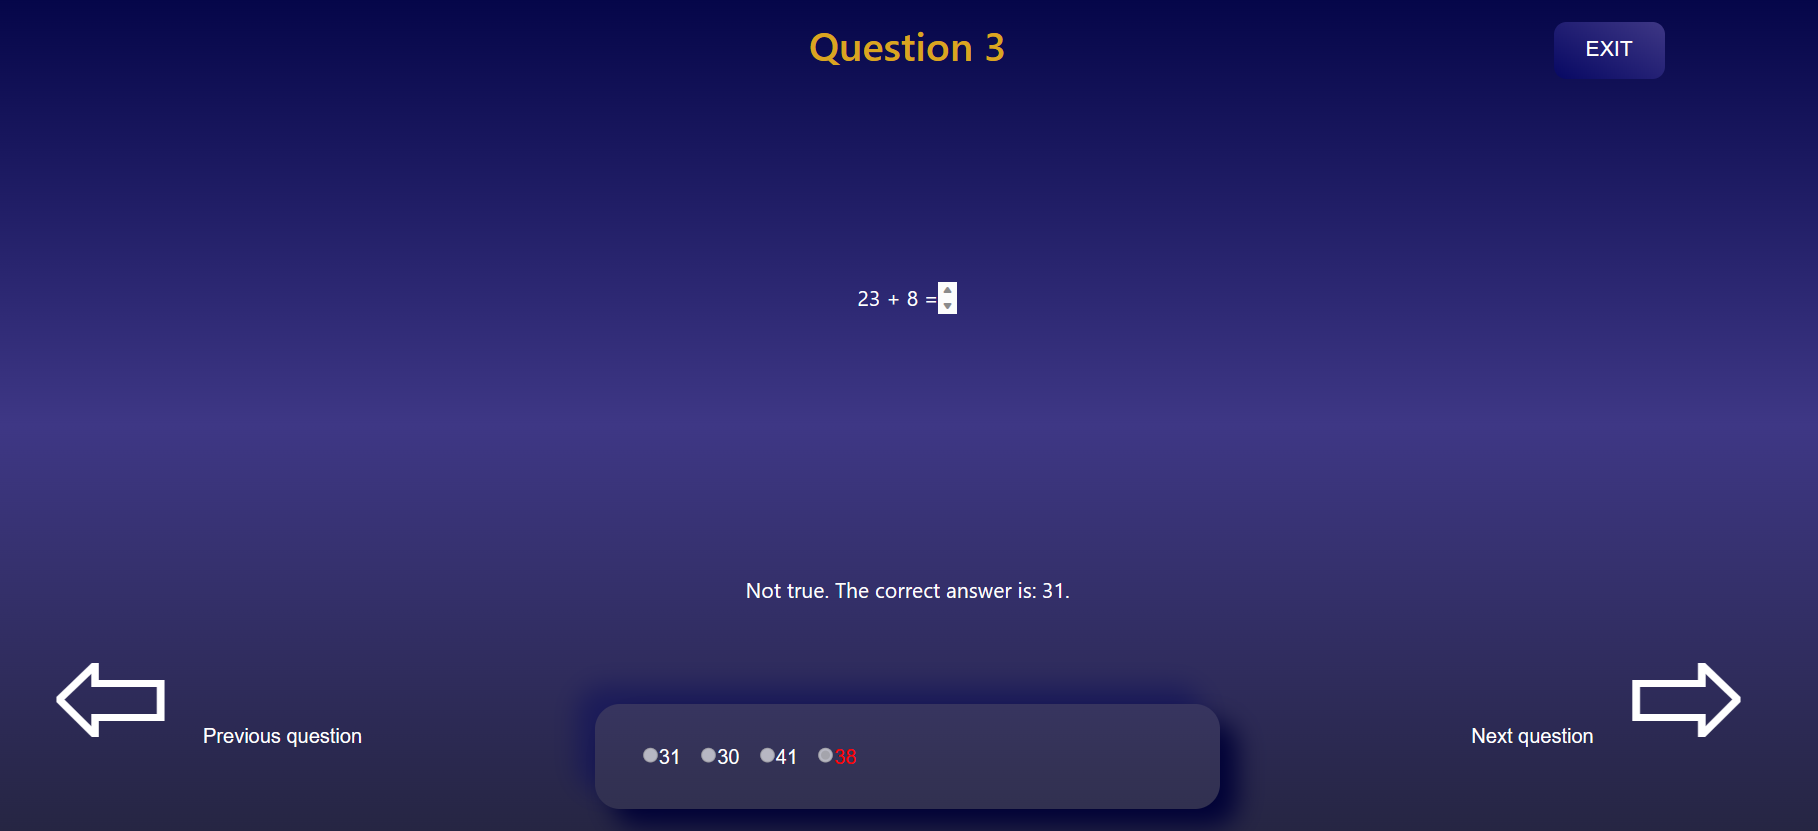 Question 3
EXIT
23 + 8 =
Not true. The correct answer is: 31.
Previous question
Next question
31 30 41 38